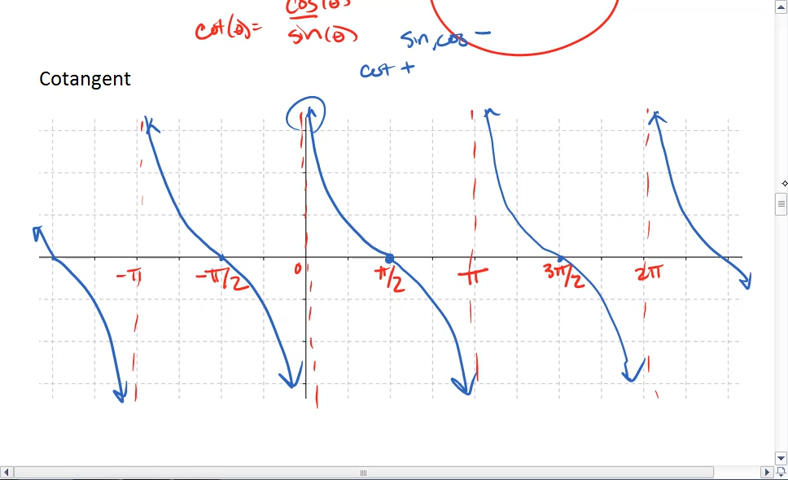 cos(θ)
cot(θ)= sin(θ)
sin, cos −
cot +
Cotangent
-π -π/2 0 π/2 π 3π/2 2π